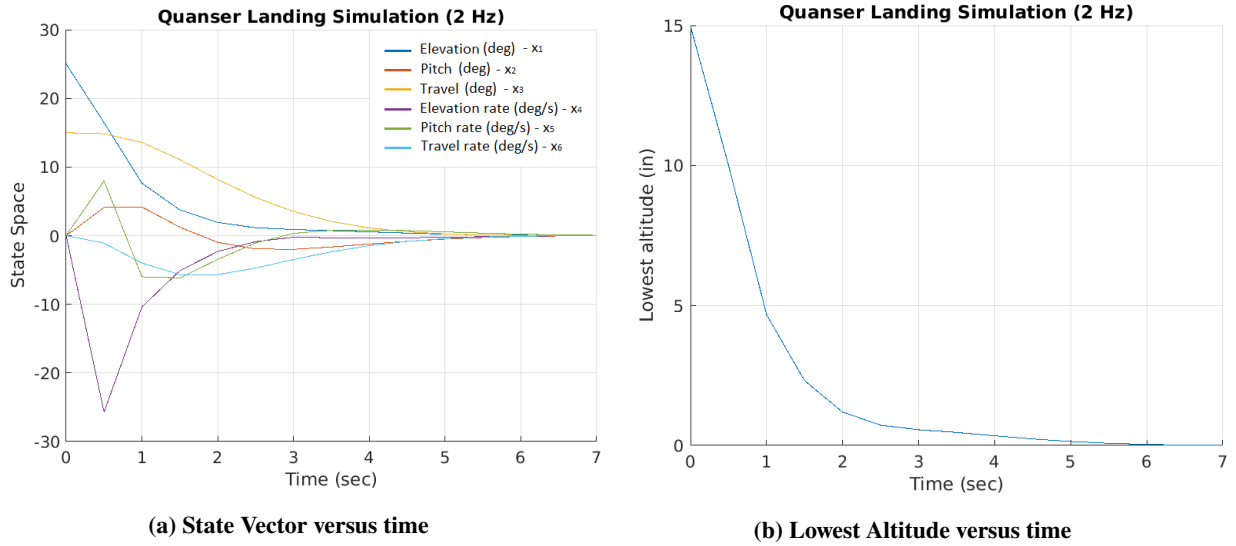 Quanser Landing Simulation (2 Hz)
30
20
10
0
-10
-20
-30
State Space
Elevation (deg) - x₁
Pitch (deg) - x₂
Travel (deg) - x₃
Elevation rate (deg/s) - x₄
Pitch rate (deg/s) - x₅
Travel rate (deg/s) - x₆
0 1 2 3 4 5 6 7
Time (sec)
(a) State Vector versus time
Quanser Landing Simulation (2 Hz)
15
10
5
0
Lowest altitude (in)
0 1 2 3 4 5 6 7
Time (sec)
(b) Lowest Altitude versus time